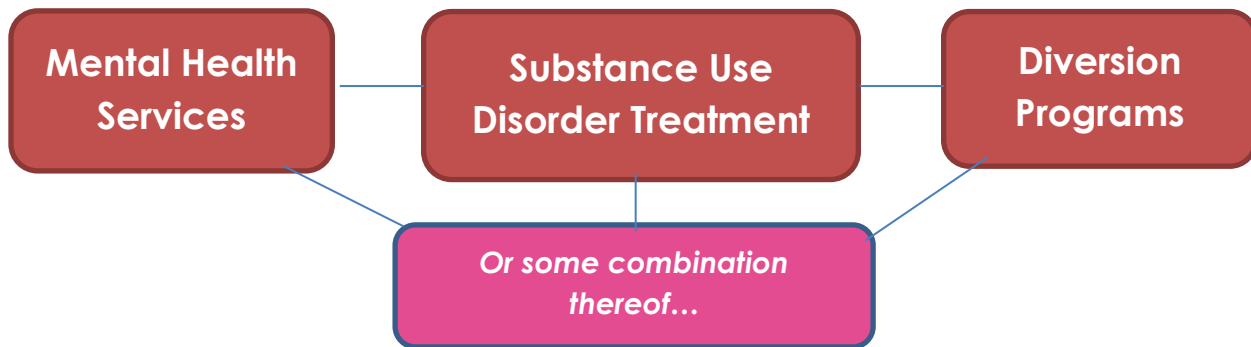 Mental Health
Services
Substance Use
Disorder Treatment
Diversion
Programs
Or some combination
thereof…